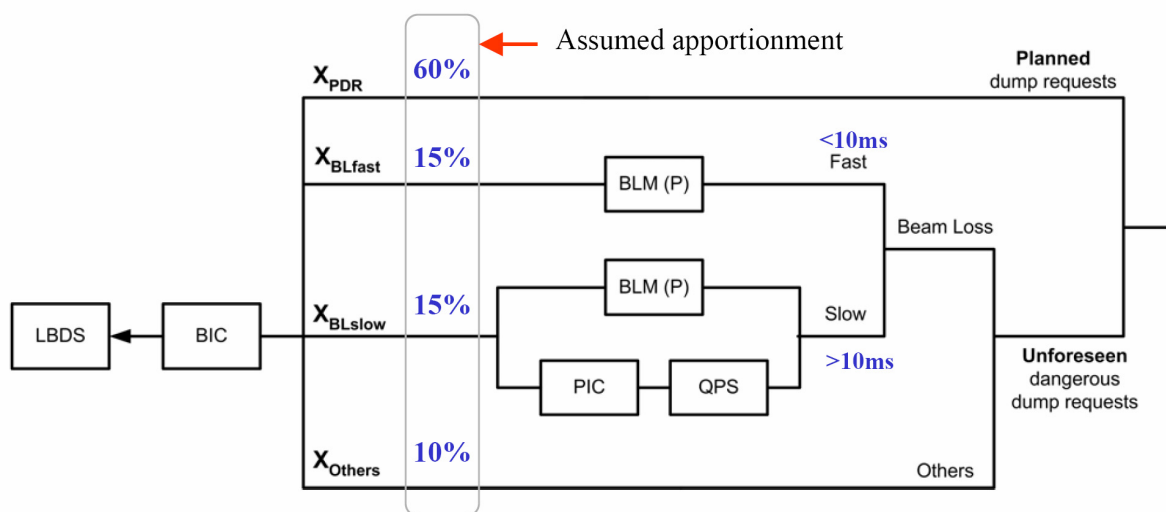 Assumed apportionment
X_PDR
60%
Planned
dump requests
X_BLfast
15%
BLM (P)
<10ms
Fast
Beam Loss
BLM (P)
X_BLslow
15%
Slow
LBDS
BIC
>10ms
Unforeseen
dangerous
dump requests
PIC
QPS
X_Others
10%
Others